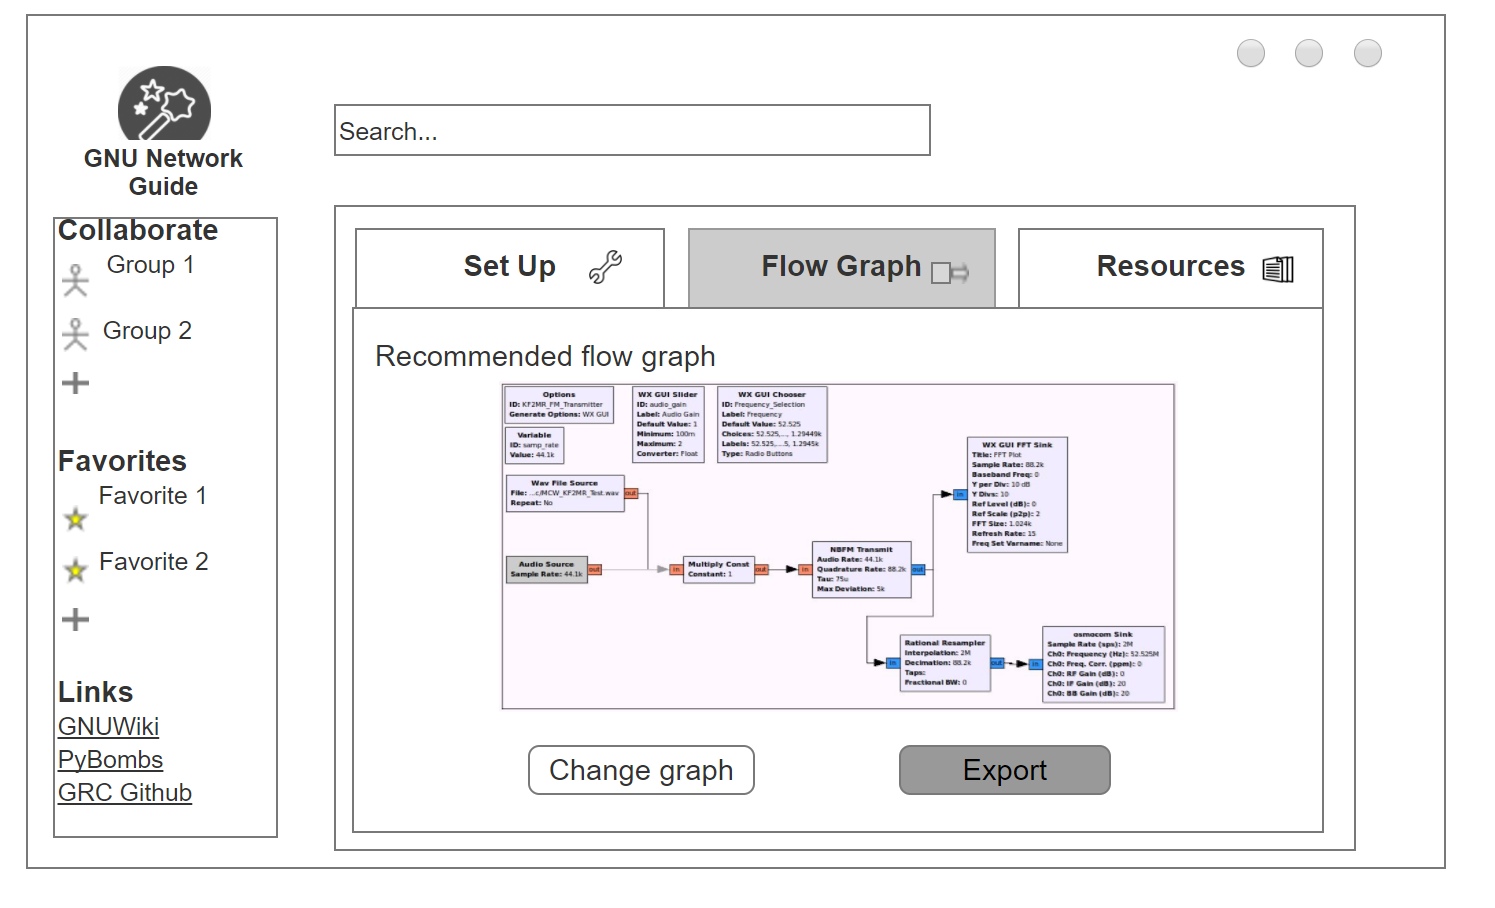 GNU Network
Guide
Search...
Collaborate
Group 1
Group 2
Favorites
Favorite 1
Favorite 2
Links
GNUWiki
PyBombs
GRC Github
Set Up
Flow Graph
Resources
Recommended flow graph
Options
ID: KF2MR_FM_Transmitter
Generate Options: WX GUI
Variable
ID: samp_rate
Value: 44.1k
WX GUI Slider
ID: audio_gain
Label: Audio Gain
Default Value: 1
Minimum: 100m
Maximum: 2
Converter: Float
WX GUI Chooser
ID: Frequency_Selection
Label: Frequency
Default Value: 52.525
Choices: 52.525,..., 1.29449k
Labels: 52.525,....5, 1.2945k
Type: Radio Buttons
Wav File Source
File: ...c/MCW_KF2MR_Test.wav
Repeat: No
out
Audio Source
Sample Rate: 44.1k
out
in
Multiply Const
Constant: 1
out
in
NBFM Transmit
Audio Rate: 44.1k
Quadrature Rate: 88.2k
Tau: 75u
Max Deviation: 5k
out
in
WX GUI FFT Sink
Title: FFT Plot
Sample Rate: 88.2k
Baseband Freq: 0
Y per Div: 10 dB
Y Divs: 10
Ref Level (dB): 0
Ref Scale (p2p): 2
FFT Size: 1.024k
Refresh Rate: 15
Freq Set Varname: None
in
Rational Resampler
Interpolation: 2M
Decimation: 88.2k
Taps:
Fractional BW: 0
out
in
osmocom Sink
Sample Rate (sps): 2M
Ch0: Frequency (Hz): 52.525M
Ch0: Freq. Corr. (ppm): 0
Ch0: RF Gain (dB): 0
Ch0: IF Gain (dB): 20
Ch0: BB Gain (dB): 20
Change graph
Export